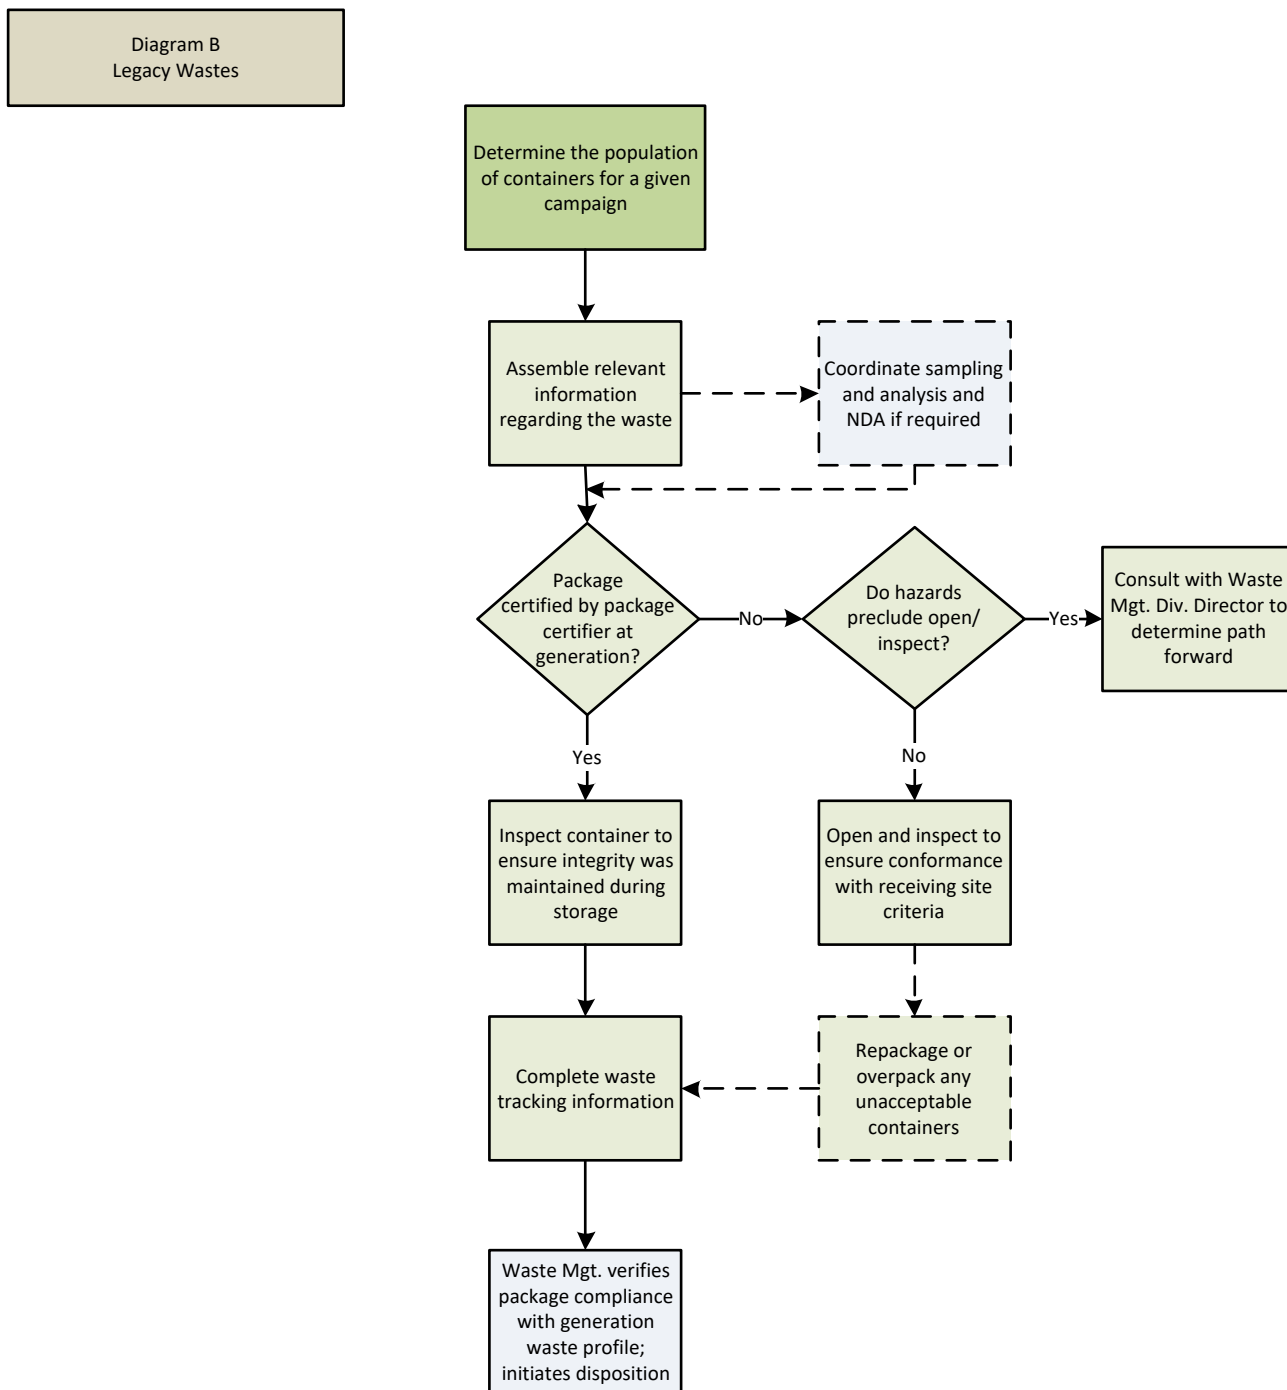 Diagram B
Legacy Wastes
Determine the population
of containers for a given
campaign
Assemble relevant
information
regarding the waste
Coordinate sampling
and analysis and
NDA if required
Package
certified by package
certifier at
generation?
No
Do hazards
preclude open/
inspect?
Yes
Consult with Waste
Mgt. Div. Director to
determine path
forward
Yes
No
Inspect container to
ensure integrity was
maintained during
storage
Open and inspect to
ensure conformance
with receiving site
criteria
Complete waste
tracking information
Repackage or
overpack any
unacceptable
containers
Waste Mgt. verifies
package compliance
with generation
waste profile;
initiates disposition